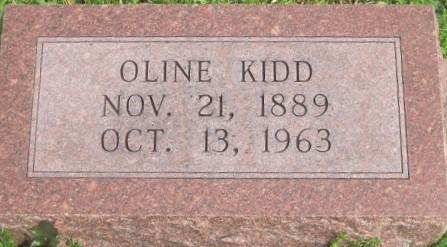 OLINE KIDD
NOV. 21, 1889
OCT. 13, 1963